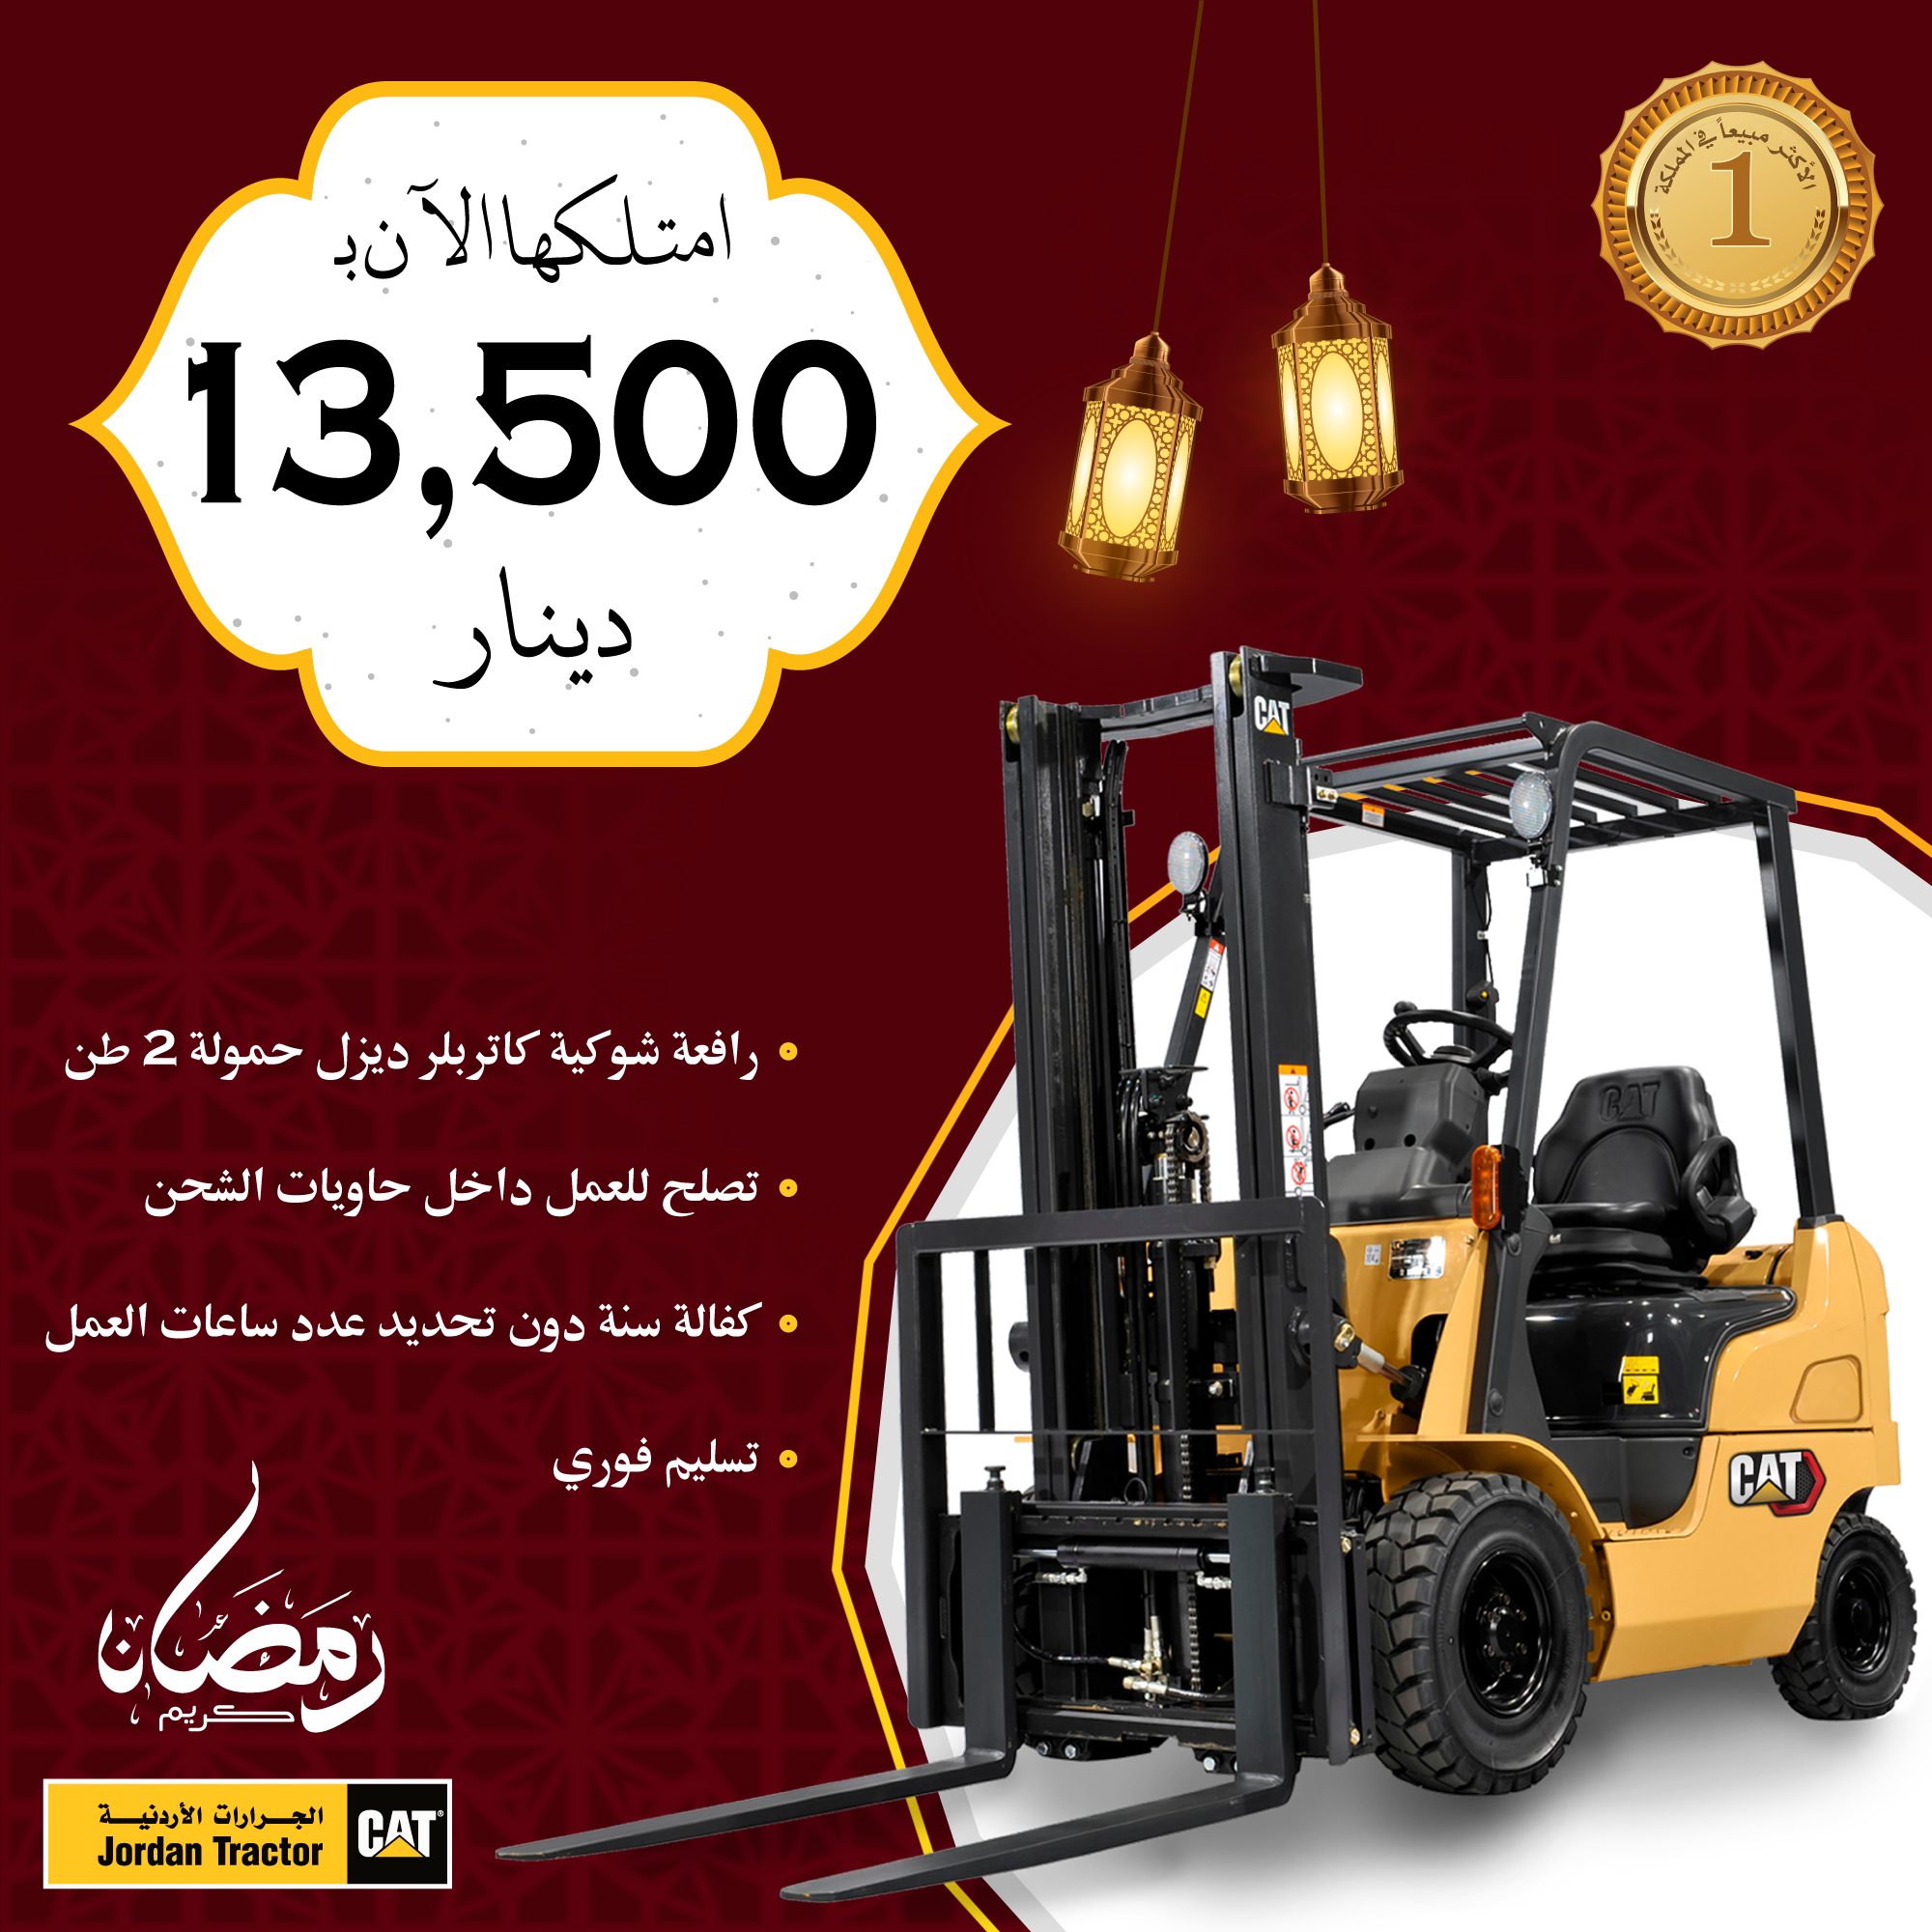 الأكثر مبيعاً في المملكة
1
امتلكها الآن بـ
13,500
دينار
CAT
رافعة شوكية كاتربلر ديزل حمولة 2 طن
تصلح للعمل داخل حاويات الشحن
كفالة سنة دون تحديد عدد ساعات العمل
تسليم فوري
CAT
CAT
رمضان
كريم
الجرارات الأردنية
Jordan Tractor
CAT